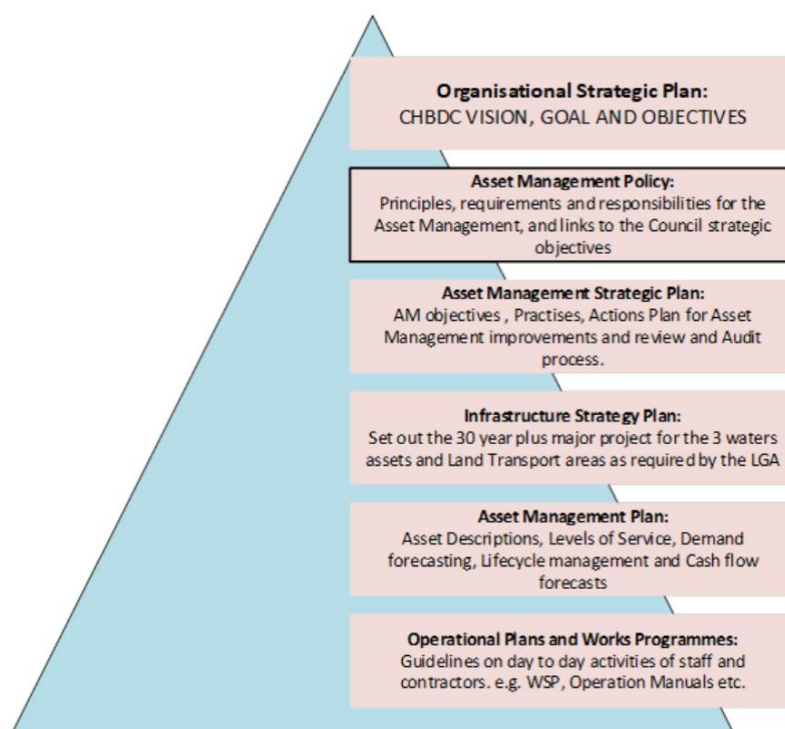 Organisational Strategic Plan:
CHBDC VISION, GOAL AND OBJECTIVES
Asset Management Policy:
Principles, requirements and responsibilities for the
Asset Management, and links to the Council strategic
objectives
Asset Management Strategic Plan:
AM objectives , Practises, Actions Plan for Asset
Management improvements and review and Audit
process.
Infrastructure Strategy Plan:
Set out the 30 year plus major project for the 3 waters
assets and Land Transport areas as required by the LGA
Asset Management Plan:
Asset Descriptions, Levels of Service, Demand
forecasting, Lifecycle management and Cash flow
forecasts
Operational Plans and Works Programmes:
Guidelines on day to day activities of staff and
contractors. e.g. WSP, Operation Manuals etc.